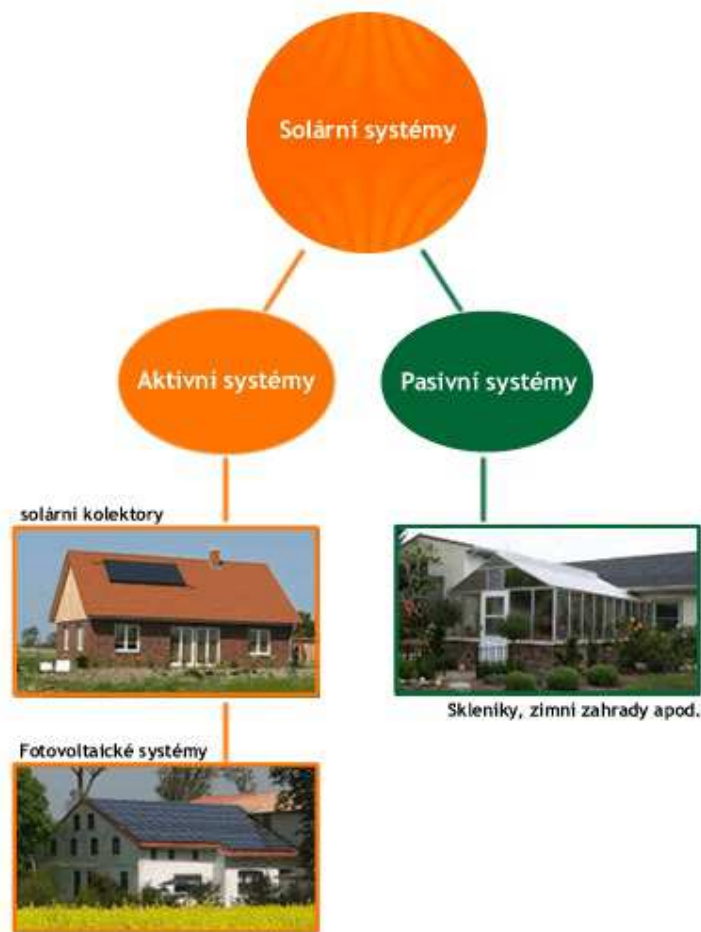 Solární systémy
Aktivní systémy
Pasivní systémy
solární kolektory
Skleníky, zimní zahrady apod.
Fotovoltaické systémy